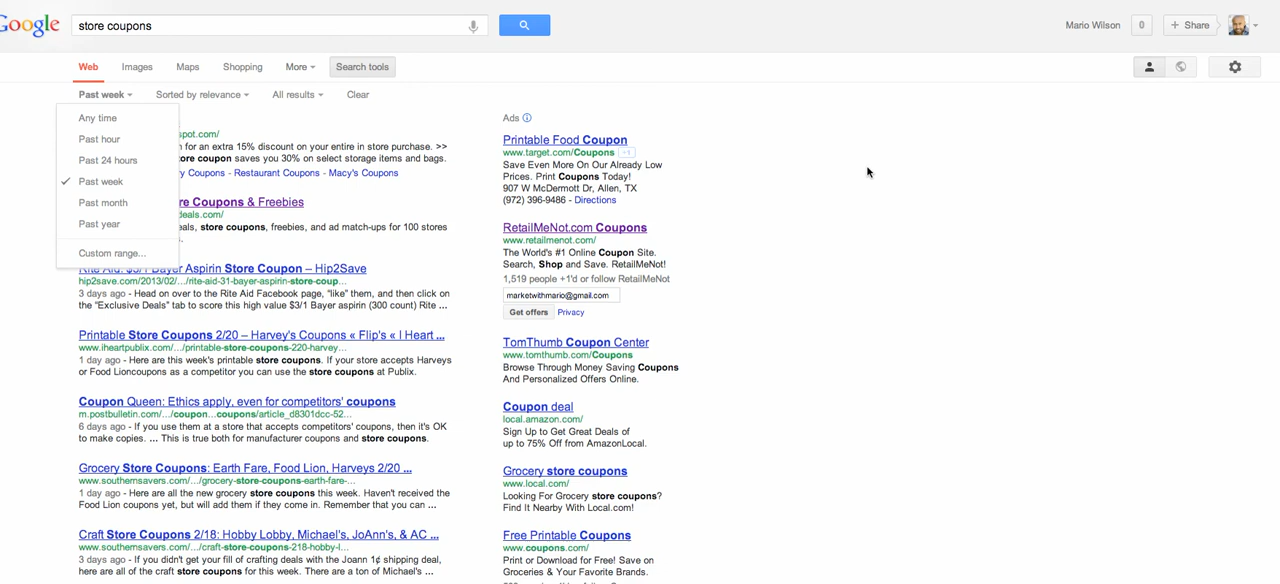 Google
store coupons
Mario Wilson
0
+ Share
Web
Images
Maps
Shopping
More
Search tools
Past week
Sorted by relevance
All results
Clear
Any time
Past hour
Past 24 hours
Past week
Past month
Past year
Custom range...
spot.com/
n for an extra 15% discount on your entire in store purchase. >>
tore coupon saves you 30% on select storage items and bags.
ry Coupons - Restaurant Coupons - Macy's Coupons
re Coupons & Freebies
deals.com/
eals, store coupons, freebies, and ad match-ups for 100 stores
s.
Rite Aid: $3/1 Bayer Aspirin Store Coupon – Hip2Save
hip2save.com/2013/02/.../rite-aid-31-bayer-aspirin-store-coup...
3 days ago - Head on over to the Rite Aid Facebook page, "like" them, and then click on
the "Exclusive Deals" tab to score this high value $3/1 Bayer aspirin (300 count) Rite ...
Printable Store Coupons 2/20 – Harvey's Coupons « Flip's « I Heart ...
www.iheartpublix.com/.../printable-store-coupons-220-harvey...
1 day ago - Here are this week's printable store coupons. If your store accepts Harveys
or Food Lioncoupons as a competitor you can use the store coupons at Publix.
Coupon Queen: Ethics apply, even for competitors' coupons
m.postbulletin.com/.../coupon...coupons/article_d8301dcc-52...
6 days ago - If you use them at a store that accepts competitors' coupons, then it's OK
to make copies. ... This is true both for manufacturer coupons and store coupons.
Grocery Store Coupons: Earth Fare, Food Lion, Harveys 2/20 ...
www.southernsavers.com/.../grocery-store-coupons-earth-fare-...
1 day ago - Here are all the new grocery store coupons this week. Haven't received the
Food Lion coupons yet, but will add them if they come in. Remember that you can ...
Craft Store Coupons 2/18: Hobby Lobby, Michael's, JoAnn's, & AC ...
www.southernsavers.com/.../craft-store-coupons-218-hobby-l...
3 days ago - If you didn't get your fill of crafting deals with the Joann 1¢ shipping deal,
here are all of the craft store coupons for this week. There are a ton of Michael's ...
Ads
Printable Food Coupon
www.target.com/Coupons +1
Save Even More On Our Already Low
Prices. Print Coupons Today!
907 W McDermott Dr, Allen, TX
(972) 396-9486 - Directions
RetailMeNot.com Coupons
www.retailmenot.com/
The World's #1 Online Coupon Site.
Search, Shop and Save. RetailMeNot!
1,519 people +1'd or follow RetailMeNot
marketwithmario@gmail.com
Get offers
Privacy
TomThumb Coupon Center
www.tomthumb.com/Coupons
Browse Through Money Saving Coupons
And Personalized Offers Online.
Coupon deal
local.amazon.com/
Sign Up to Get Great Deals of
up to 75% Off from AmazonLocal.
Grocery store coupons
www.local.com/
Looking For Grocery store coupons?
Find It Nearby With Local.com!
Free Printable Coupons
www.coupons.com/
Print or Download for Free! Save on
Groceries & Your Favorite Brands.